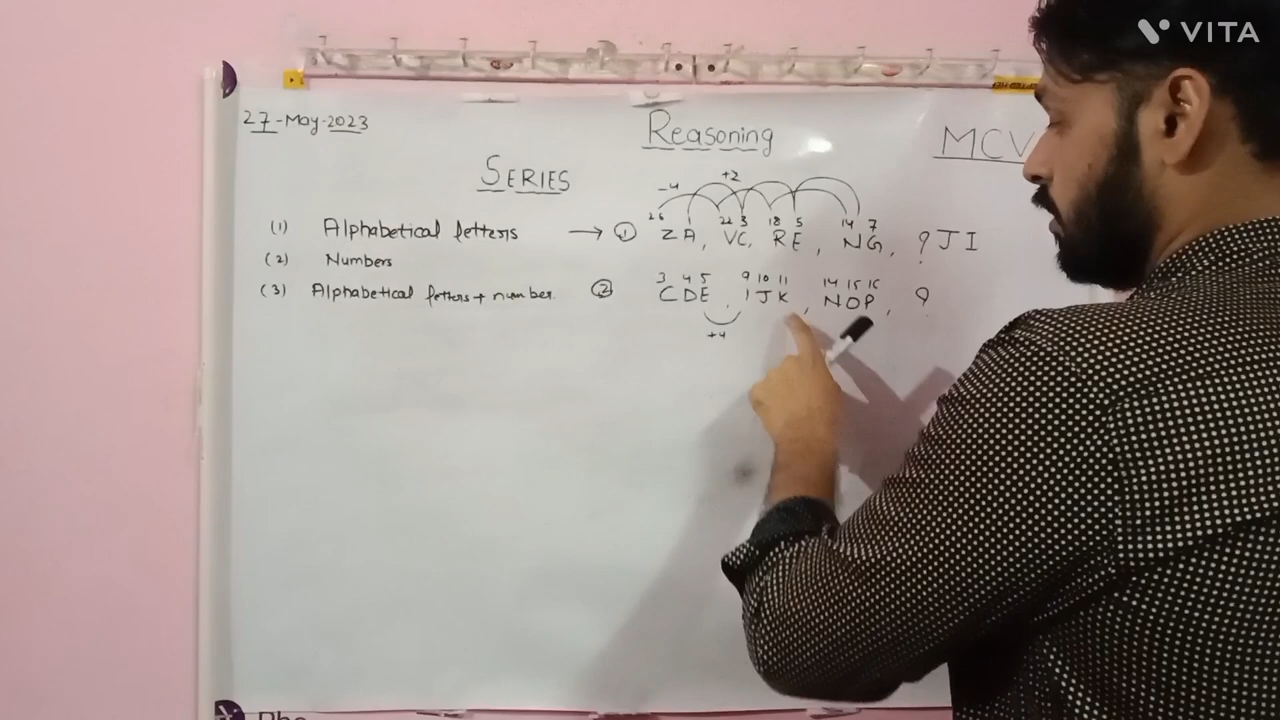 VITA
27-May-2023
Reasoning
MCV
SERIES
-4 +2
26 1 22 3 18 5 14 7
(1) Alphabetical letters → ① ZA, VC, RE, NG, ? JI
(2) Numbers
3 4 5 9 10 11 14 15 16
(3) Alphabetical letters + number. ② CDE, IJK, NOP, ?
+4